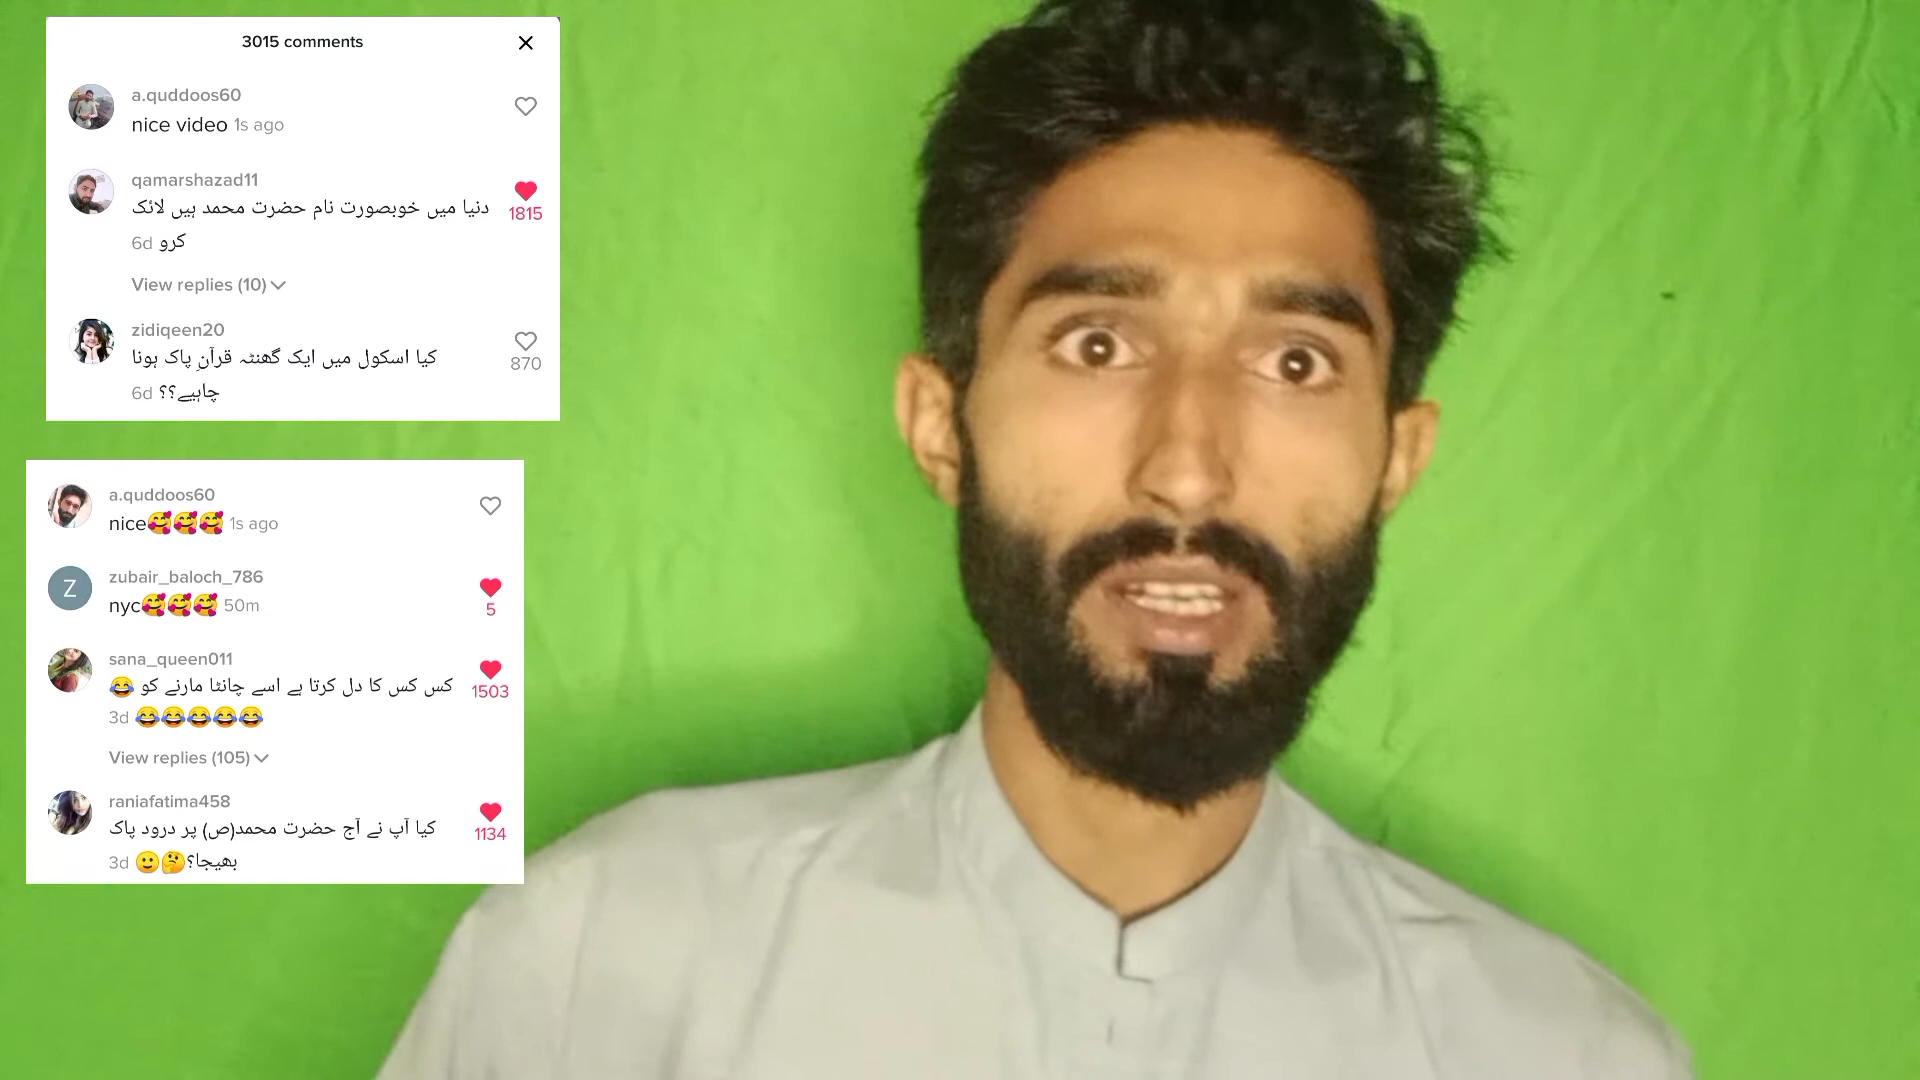 3015 comments
a.quddoos60
nice video 1s ago
qamarshazad11
دنیا میں خوبصورت نام حضرت محمد ہیں لائک
1815
کرو 6d
View replies (10)
zidiqeen20
کیا اسکول میں ایک گھنٹہ قرآنِ پاک ہونا
870
چاہیے؟؟ 6d
a.quddoos60
nice🥰🥰🥰 1s ago
Z
zubair_baloch_786
nyc🥰🥰🥰 50m
5
sana_queen011
کس کس کا دل کرتا ہے اسے چانٹا مارنے کو 😂
1503
😂😂😂😂😂 3d
View replies (105)
raniafatima458
کیا آپ نے آج حضرت محمد(ص) پر درود پاک
1134
بھیجا؟🤔🙂 3d